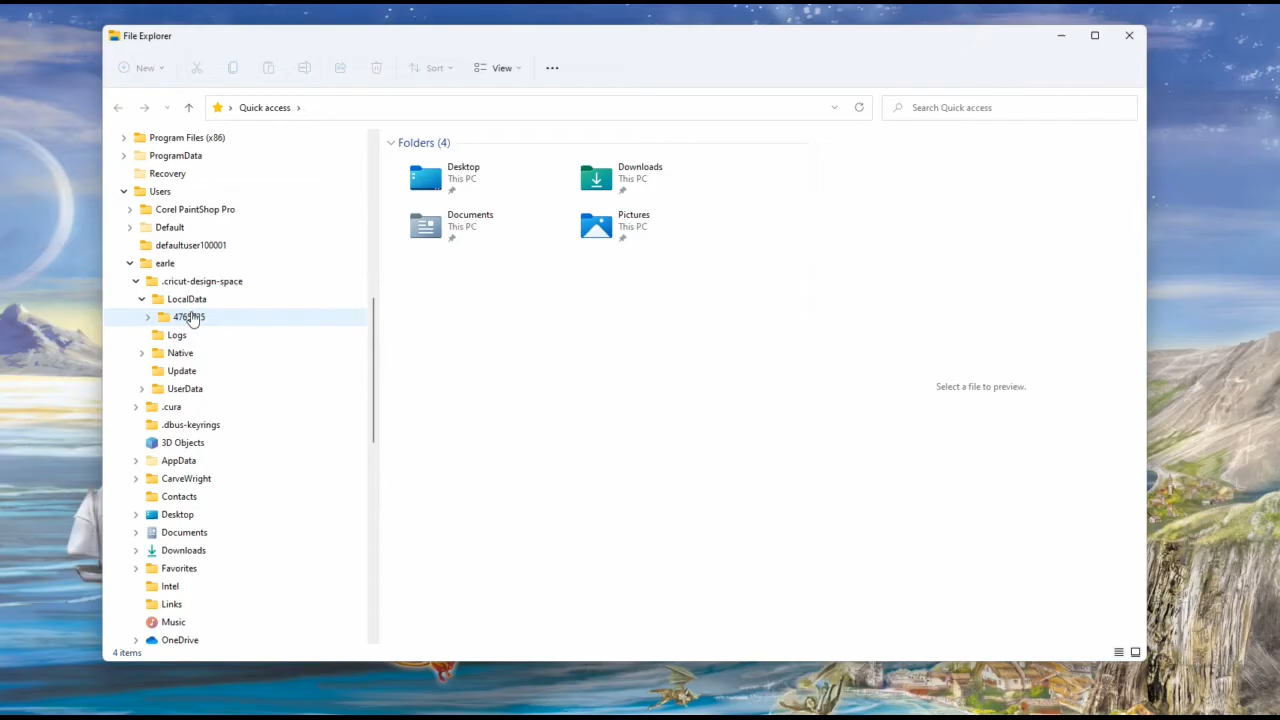 File Explorer
New
Sort
View
Quick access
Search Quick access
Program Files (x86)
ProgramData
Recovery
Users
Corel PaintShop Pro
Default
defaultuser100001
earle
.cricut-design-space
LocalData
Logs
Native
Update
UserData
.cura
.dbus-keyrings
3D Objects
AppData
CarveWright
Contacts
Desktop
Documents
Downloads
Favorites
Intel
Links
Music
OneDrive
4 items
Folders (4)
Desktop
This PC
Downloads
This PC
Documents
This PC
Pictures
This PC
Select a file to preview.